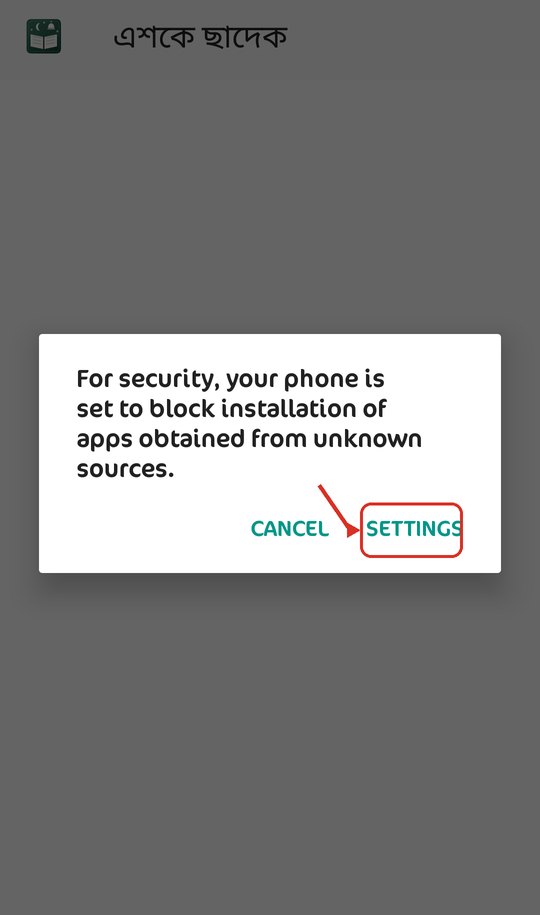 এশকে ছাদেক
For security, your phone is
set to block installation of
apps obtained from unknown
sources.
CANCEL SETTINGS